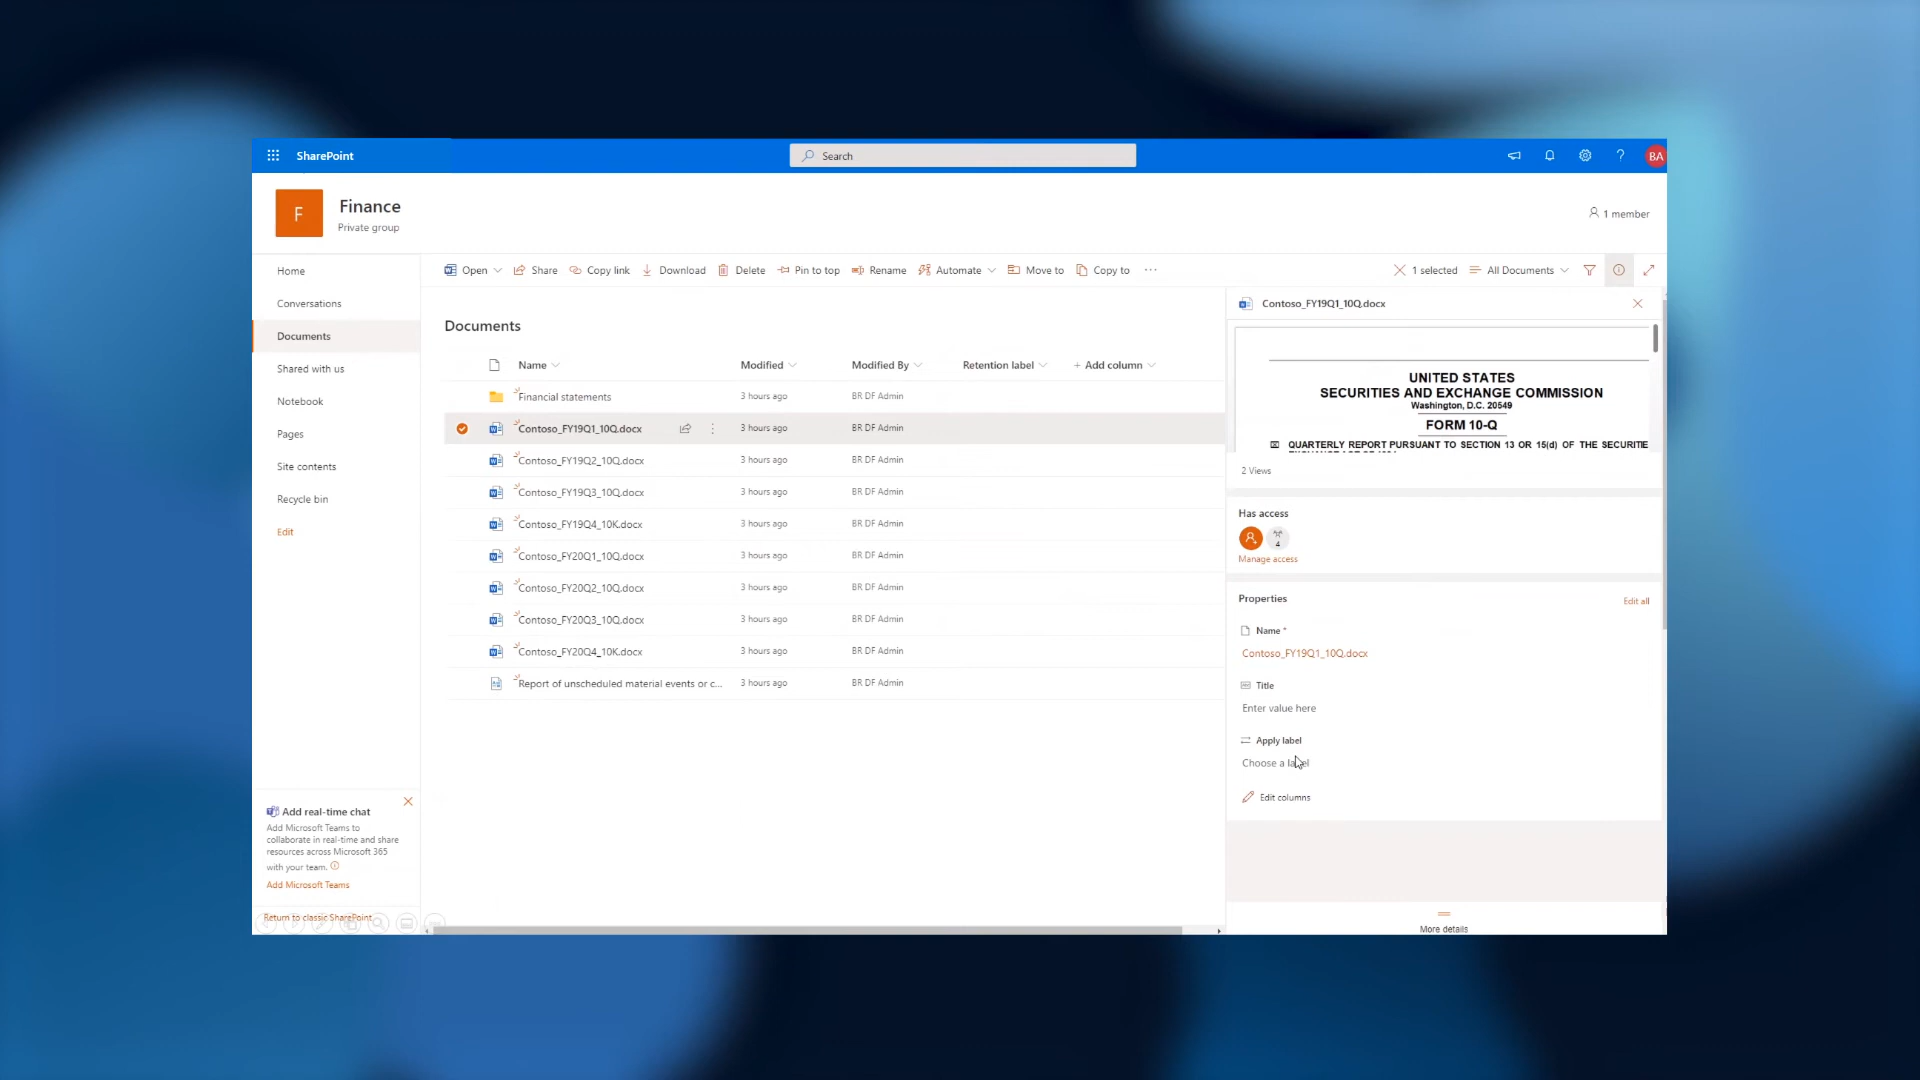 SharePoint
Search
BA
F
Finance
Private group
1 member
Home
Conversations
Documents
Shared with us
Notebook
Pages
Site contents
Recycle bin
Edit
Open
Share
Copy link
Download
Delete
Pin to top
Rename
Automate
Move to
Copy to
1 selected
All Documents
Documents
Name
Modified
Modified By
Retention label
+ Add column
Financial statements 3 hours ago BR DF Admin
Contoso_FY19Q1_10Q.docx 3 hours ago BR DF Admin
Contoso_FY19Q2_10Q.docx 3 hours ago BR DF Admin
Contoso_FY19Q3_10Q.docx 3 hours ago BR DF Admin
Contoso_FY19Q4_10K.docx 3 hours ago BR DF Admin
Contoso_FY20Q1_10Q.docx 3 hours ago BR DF Admin
Contoso_FY20Q2_10Q.docx 3 hours ago BR DF Admin
Contoso_FY20Q3_10Q.docx 3 hours ago BR DF Admin
Contoso_FY20Q4_10K.docx 3 hours ago BR DF Admin
Report of unscheduled material events or c... 3 hours ago BR DF Admin
Contoso_FY19Q1_10Q.docx
UNITED STATES
SECURITIES AND EXCHANGE COMMISSION
Washington, D.C. 20549
FORM 10-Q
QUARTERLY REPORT PURSUANT TO SECTION 13 OR 15(d) OF THE SECURITIE
2 Views
Has access
4
Manage access
Properties
Edit all
Name *
Contoso_FY19Q1_10Q.docx
Title
Enter value here
Apply label
Choose a label
Edit columns
More details
Add real-time chat
Add Microsoft Teams to
collaborate in real-time and share
resources across Microsoft 365
with your team.
Add Microsoft Teams
Return to classic SharePoint